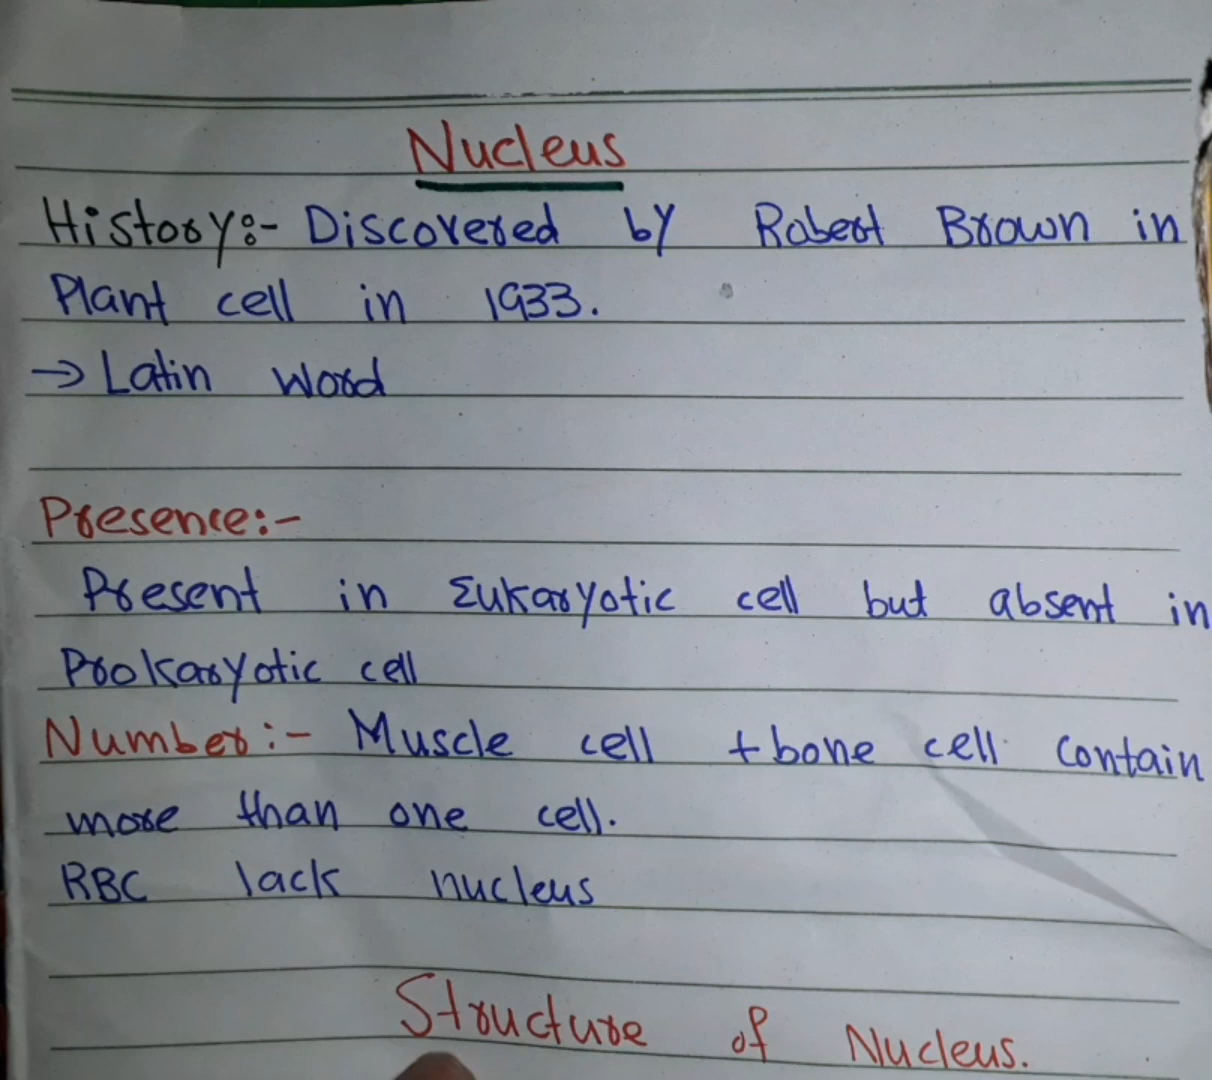 Nucleus
History:- Discovered by Robert Brown in
Plant cell in 1933.
→ Latin word
Presence:-
Present in Eukaryotic cell but absent in
Prokaryotic cell
Number:- Muscle cell + bone cell contain
more than one cell.
RBC lack nucleus
Structure of Nucleus.